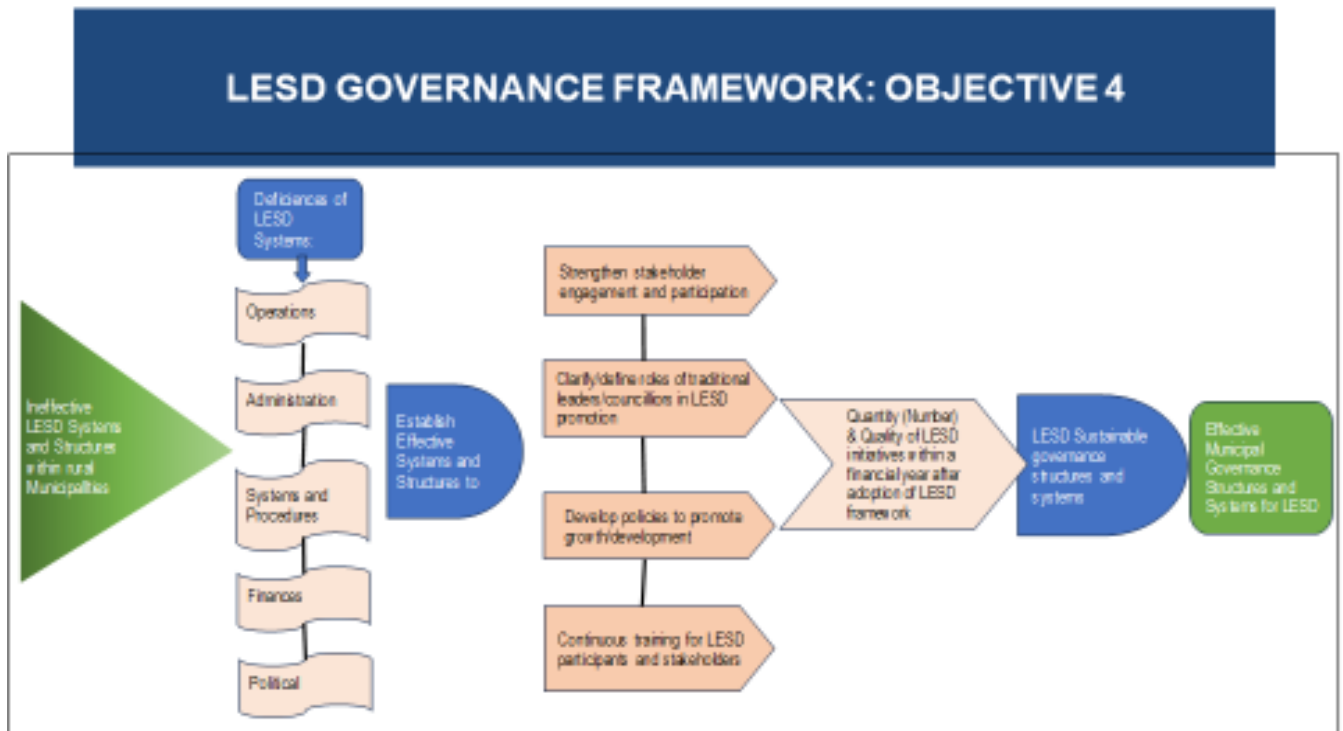 LESD GOVERNANCE FRAMEWORK: OBJECTIVE 4
Ineffective
LESD Systems
and Structures
within rural
Municipalities
Deficiences of
LESD
Systems:
Operations
Administration
Systems and
Procedures
Finances
Political
Establish
Effective
Systems and
Structures to
Strengthen stakeholder
engagement and participation
Clarify/define roles of traditional
leaders/councillors in LESD
promotion
Develop policies to promote
growth/development
Continuous training for LESD
participants and stakeholders
Quantity (Number)
& Quality of LESD
initiatives within a
financial year after
adoption of LESD
framework
LESD Sustainable
governance
structures and
systems
Effective
Municipal
Governance
Structures and
Systems for LESD